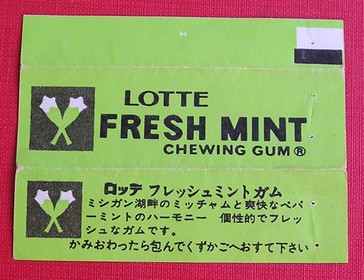 LOTTE
FRESH MINT
CHEWING GUM®
ロッテ フレッシュミントガム
ミシガン湖畔のミッチャムと爽快なペパ
ーミントのハーモニー 個性的でフレッ
シュなガムです。
かみおわったら包んでくずかごへおすて下さい